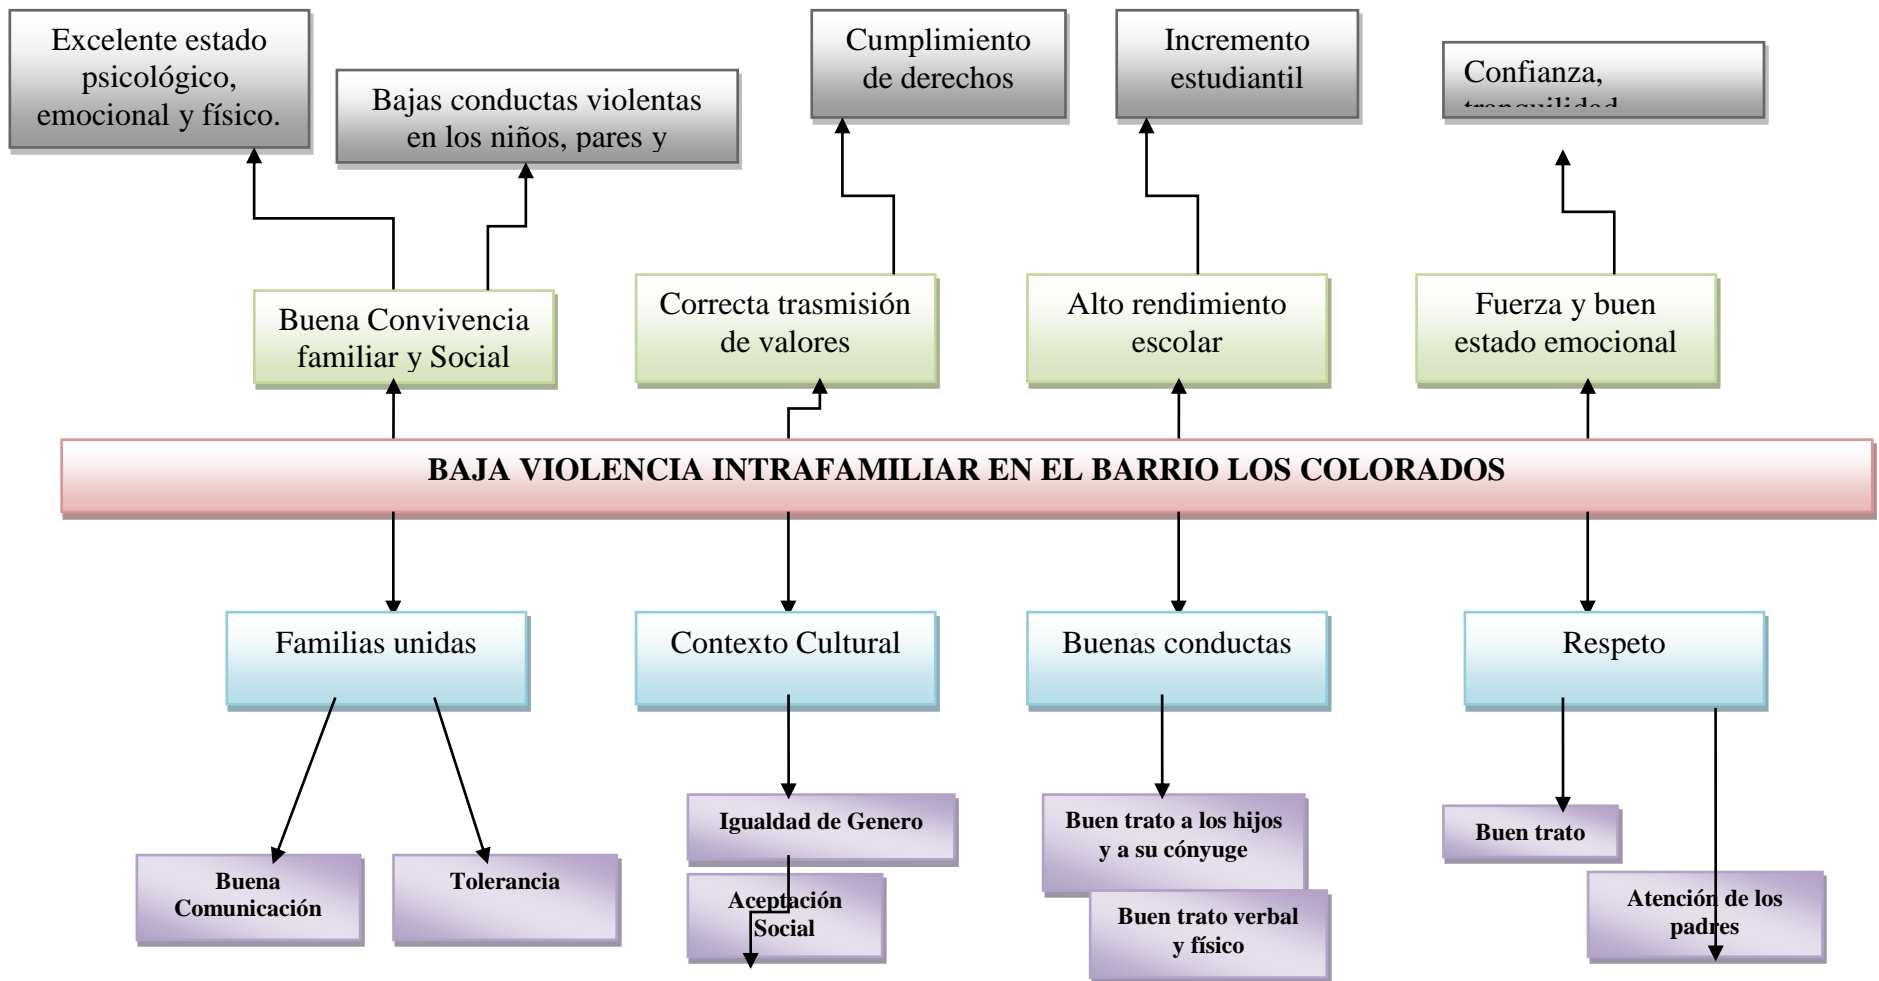 Excelente estado
psicológico,
emocional y físico.
Bajas conductas violentas
en los niños, pares y
Cumplimiento
de derechos
Incremento
estudiantil
Confianza,
tranquilidad
Buena Convivencia
familiar y Social
Correcta trasmisión
de valores
Alto rendimiento
escolar
Fuerza y buen
estado emocional
BAJA VIOLENCIA INTRAFAMILIAR EN EL BARRIO LOS COLORADOS
Familias unidas
Contexto Cultural
Buenas conductas
Respeto
Buena
Comunicación
Tolerancia
Igualdad de Genero
Aceptación
Social
Buen trato a los hijos
y a su cónyuge
Buen trato verbal
y físico
Buen trato
Atención de los
padres